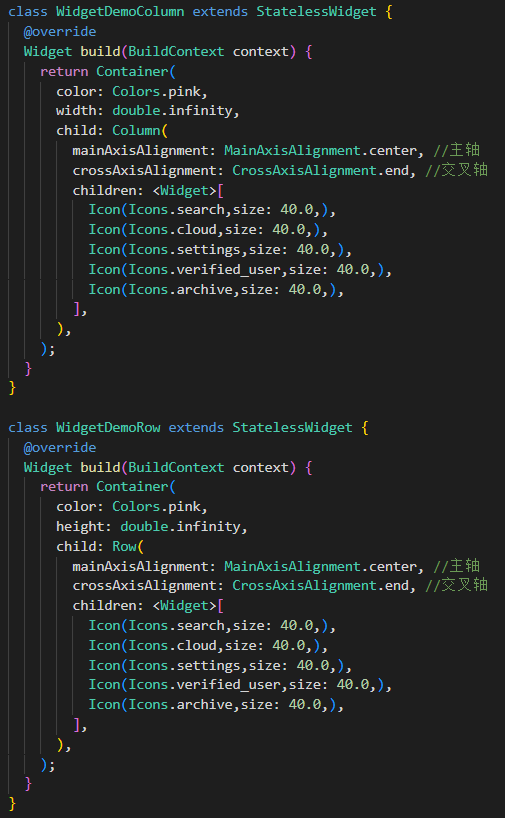 class WidgetDemoColumn extends StatelessWidget {
  @override
  Widget build(BuildContext context) {
    return Container(
      color: Colors.pink,
      width: double.infinity,
      child: Column(
        mainAxisAlignment: MainAxisAlignment.center, //主轴
        crossAxisAlignment: CrossAxisAlignment.end, //交叉轴
        children: <Widget>[
          Icon(Icons.search,size: 40.0,),
          Icon(Icons.cloud,size: 40.0,),
          Icon(Icons.settings,size: 40.0,),
          Icon(Icons.verified_user,size: 40.0,),
          Icon(Icons.archive,size: 40.0,),
        ],
      ),
    );
  }
}

class WidgetDemoRow extends StatelessWidget {
  @override
  Widget build(BuildContext context) {
    return Container(
      color: Colors.pink,
      height: double.infinity,
      child: Row(
        mainAxisAlignment: MainAxisAlignment.center, //主轴
        crossAxisAlignment: CrossAxisAlignment.end, //交叉轴
        children: <Widget>[
          Icon(Icons.search,size: 40.0,),
          Icon(Icons.cloud,size: 40.0,),
          Icon(Icons.settings,size: 40.0,),
          Icon(Icons.verified_user,size: 40.0,),
          Icon(Icons.archive,size: 40.0,),
        ],
      ),
    );
  }
}